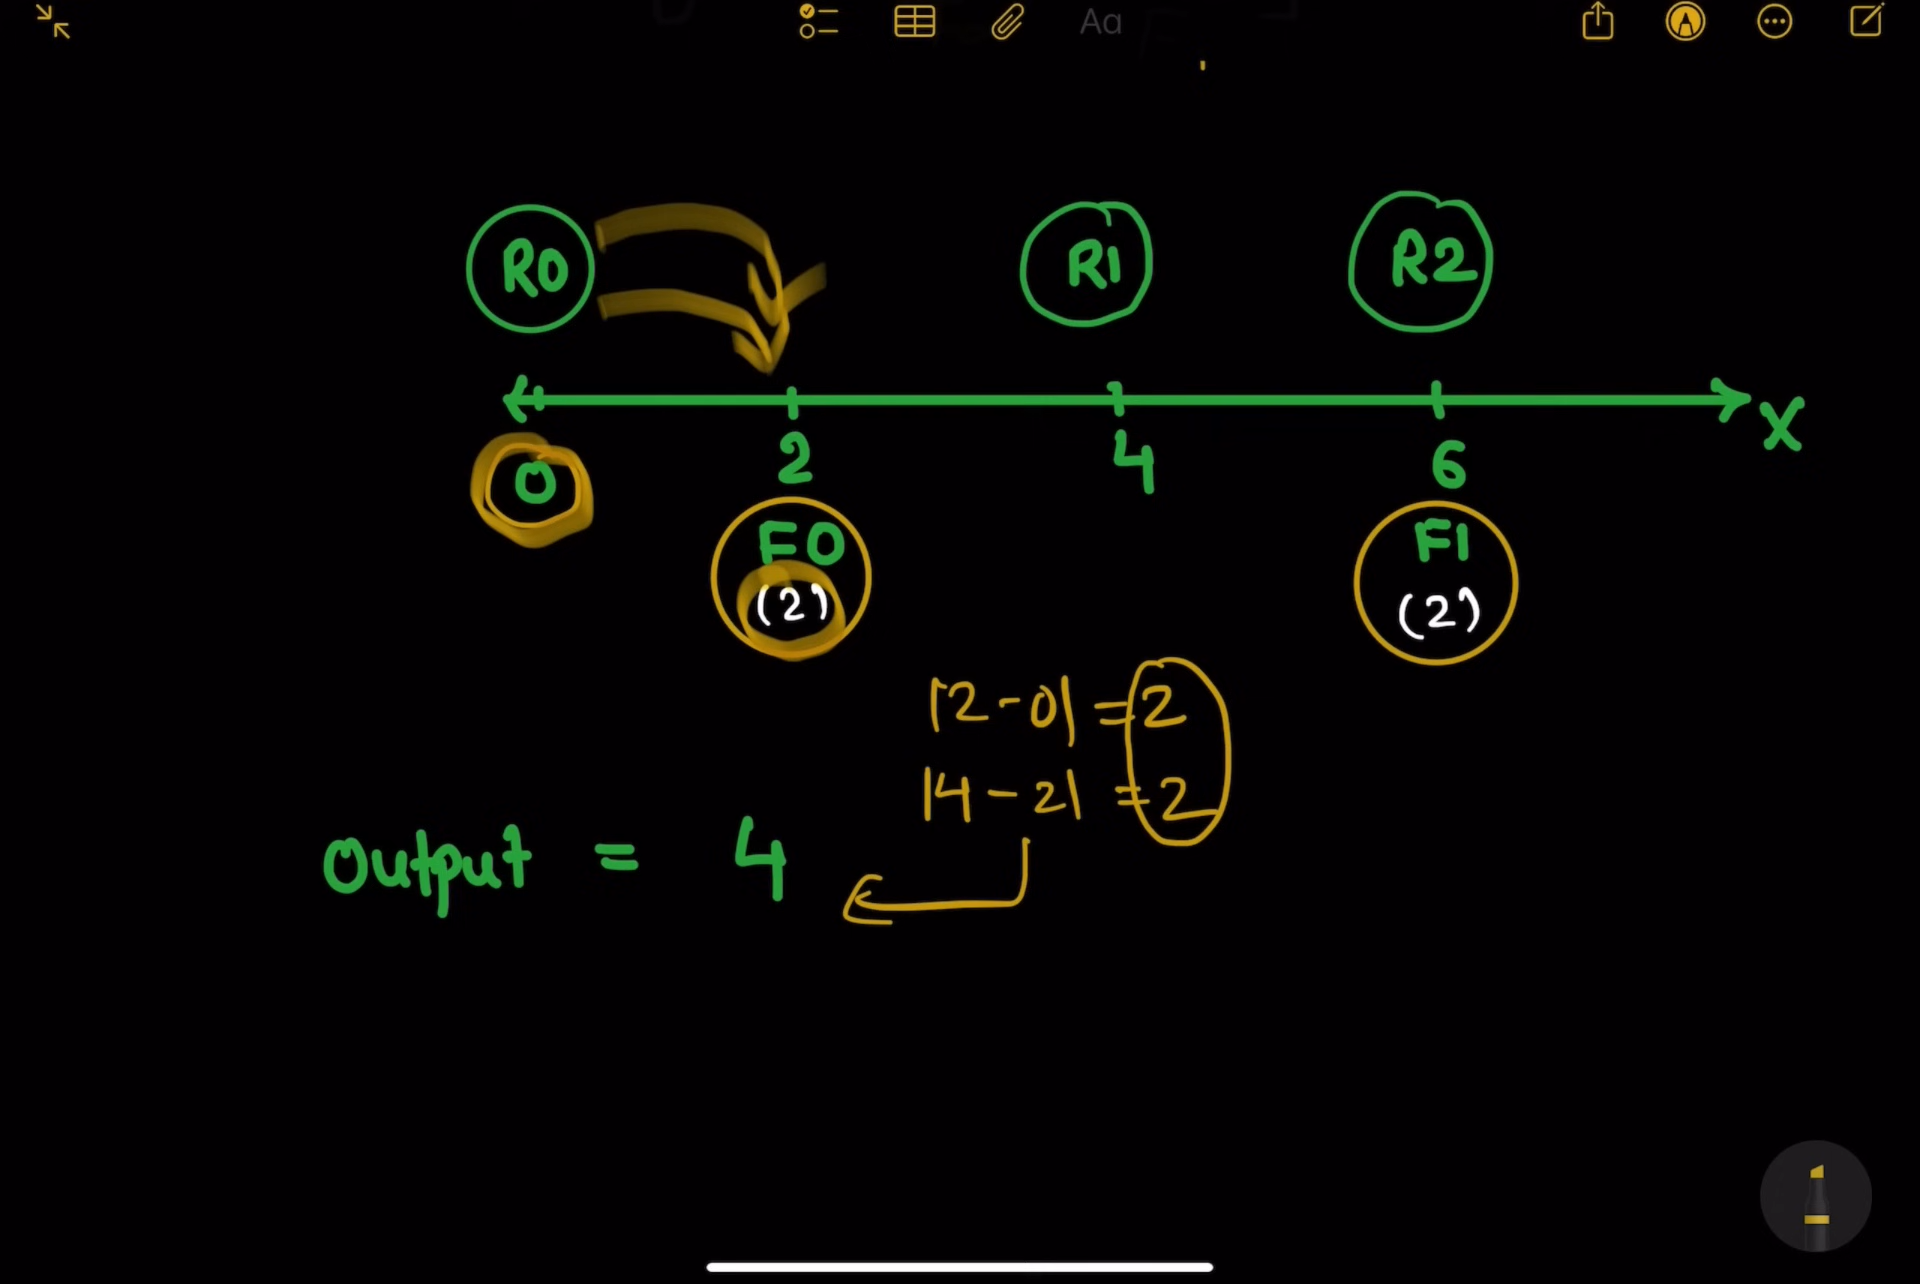 Aa
R0 R1 R2
X
0 2 4 6
F0 F1
(2) (2)
|2-0| = 2
|4-2| = 2
Output = 4